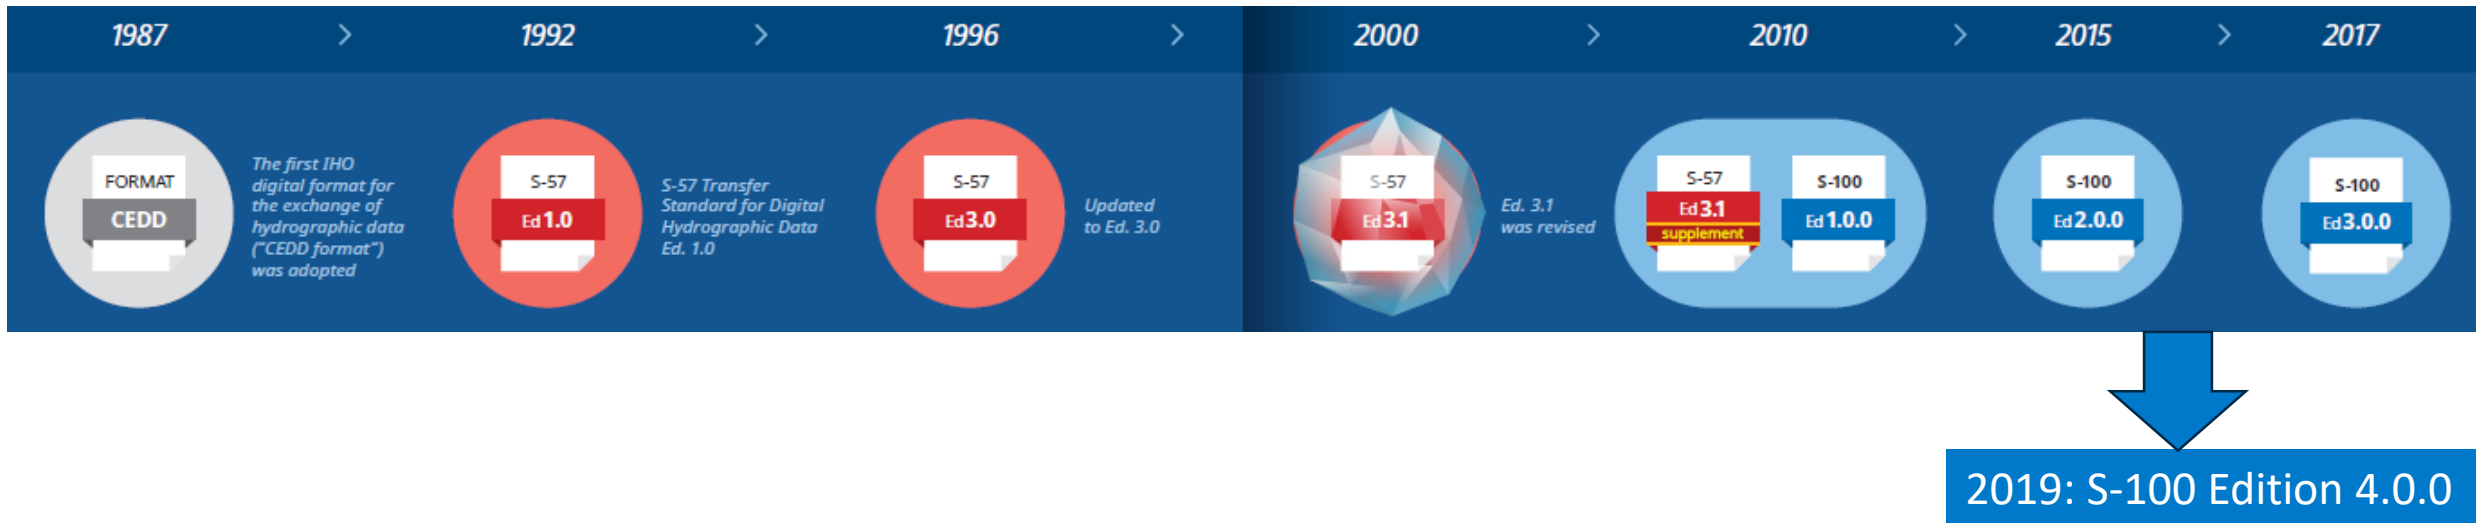 1987 > 1992 > 1996 > 2000 > 2010 > 2015 > 2017
FORMAT
CEDD
The first IHO
digital format for
the exchange of
hydrographic data
("CEDD format")
was adopted
S-57
Ed 1.0
S-57 Transfer
Standard for Digital
Hydrographic Data
Ed. 1.0
S-57
Ed 3.0
Updated
to Ed. 3.0
S-57
Ed 3.1
Ed. 3.1
was revised
S-57
Ed 3.1
supplement
S-100
Ed 1.0.0
S-100
Ed 2.0.0
S-100
Ed 3.0.0
2019: S-100 Edition 4.0.0